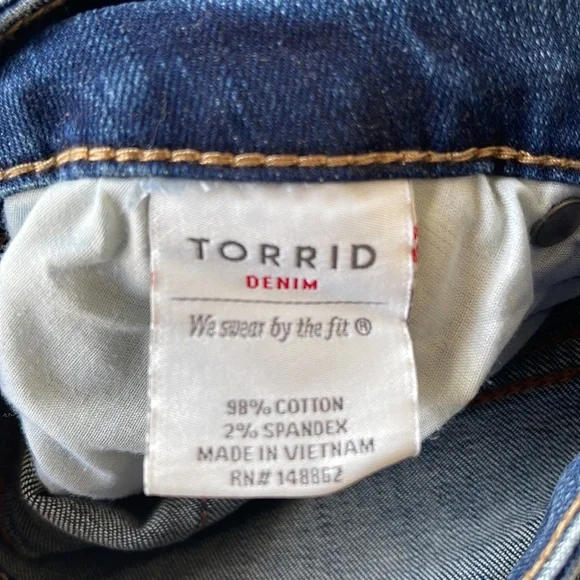 TORRID
DENIM
We swear by the fit ®
98% COTTON
2% SPANDEX
MADE IN VIETNAM
RN# 148862